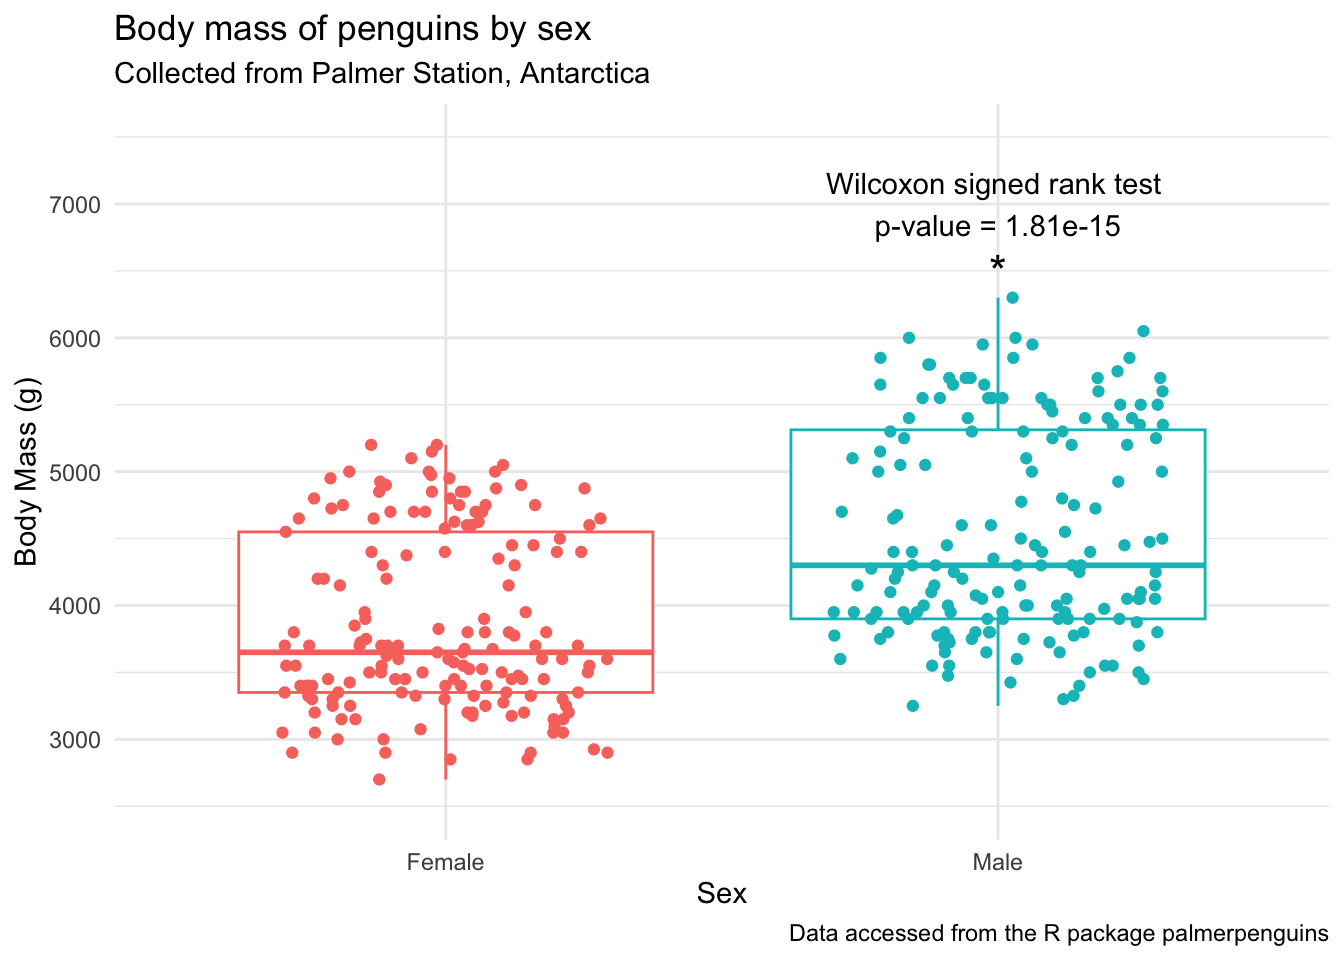 Body mass of penguins by sex
Collected from Palmer Station, Antarctica
Wilcoxon signed rank test
p-value = 1.81e-15
*
7000
6000
5000
4000
3000
Body Mass (g)
Female
Male
Sex
Data accessed from the R package palmerpenguins